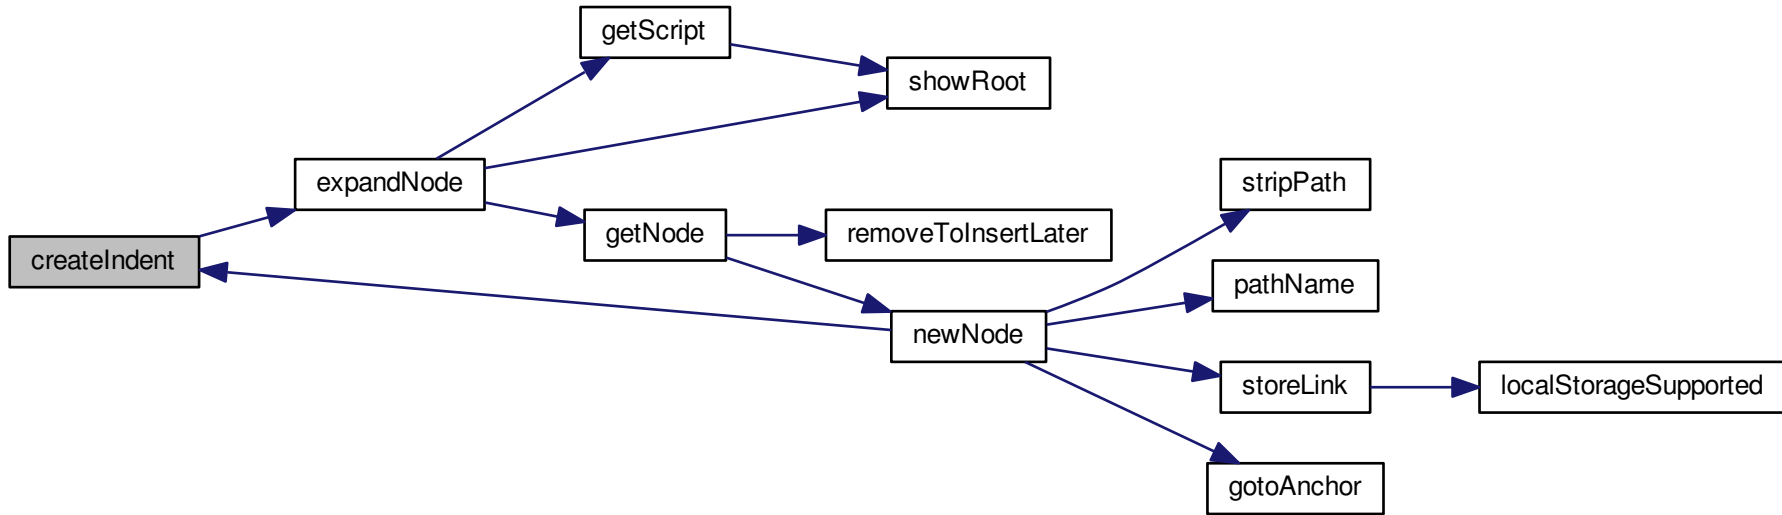 getScript
showRoot
expandNode
stripPath
getNode
removeToInsertLater
createIndent
pathName
newNode
storeLink
localStorageSupported
gotoAnchor